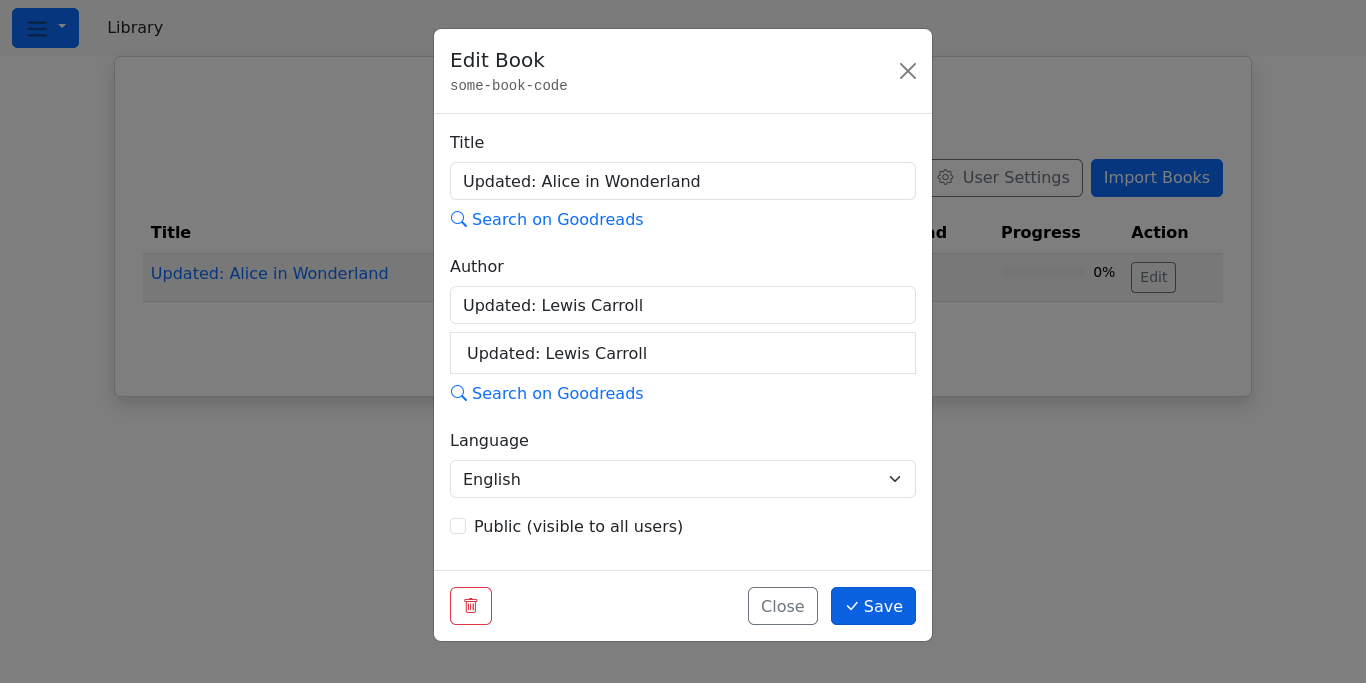 Library
Edit Book
some-book-code
Title
Updated: Alice in Wonderland
Search on Goodreads
Author
Updated: Lewis Carroll
Updated: Lewis Carroll
Search on Goodreads
Language
English
Public (visible to all users)
Close
Save
User Settings
Import Books
Title
Progress
Action
Updated: Alice in Wonderland
0%
Edit